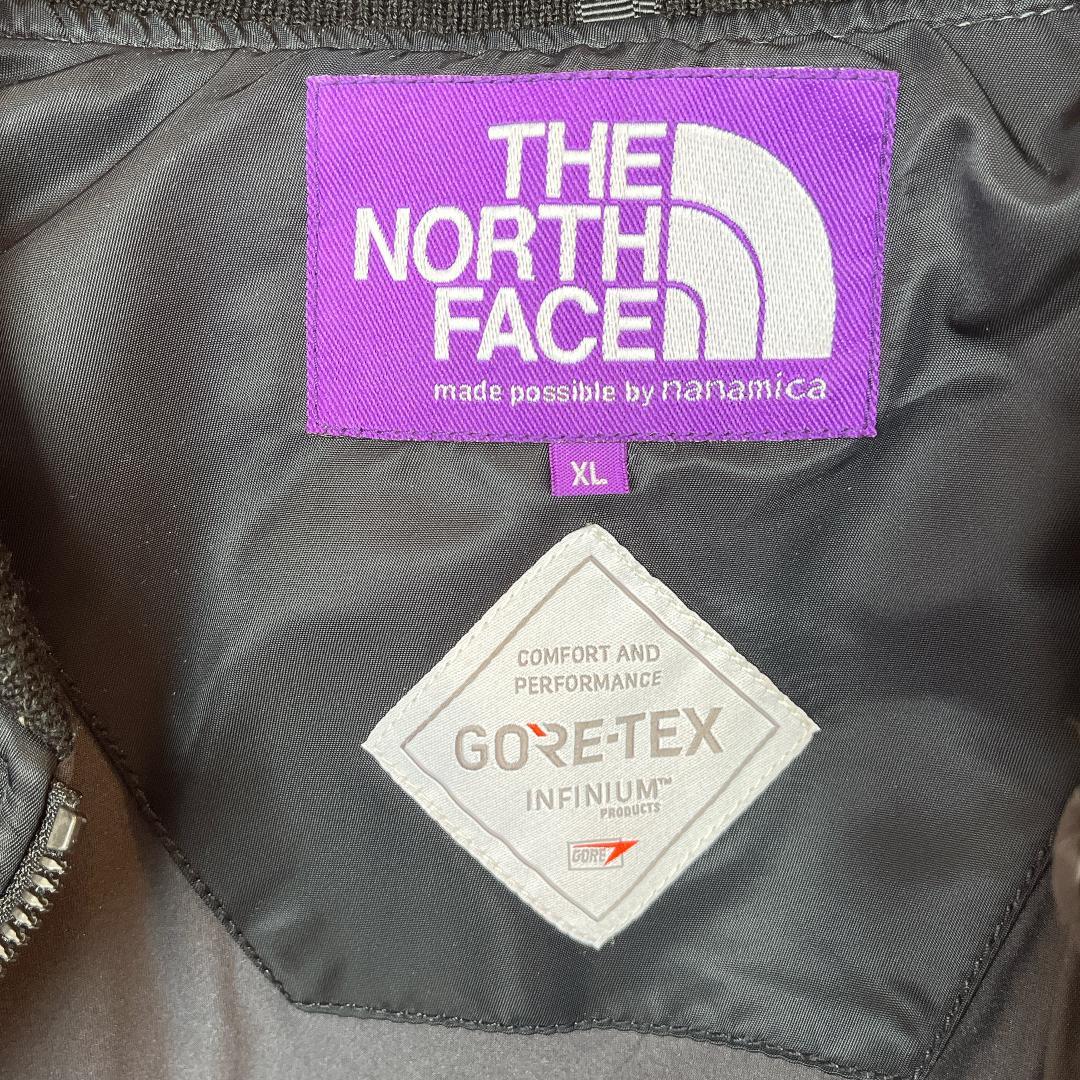 THE
NORTH
FACE
made possible by nanamica
XL
COMFORT AND
PERFORMANCE
GORE-TEX
INFINIUM™
PRODUCTS
GORE